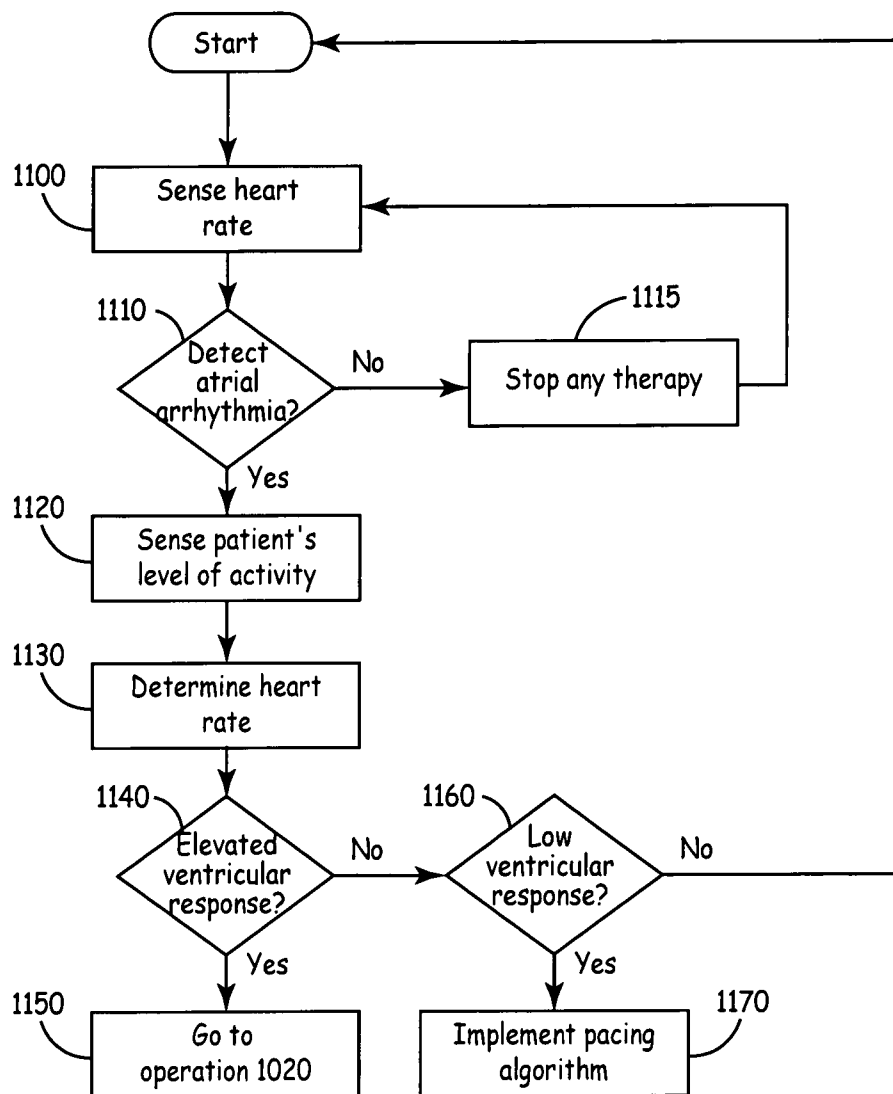 Start
1100
Sense heart
rate
1110
Detect
atrial
arrhythmia?
No
1115
Stop any therapy
Yes
1120
Sense patient's
level of activity
1130
Determine heart
rate
1140
Elevated
ventricular
response?
No
1160
Low
ventricular
response?
No
Yes
Yes
1150
Go to
operation 1020
Implement pacing
algorithm
1170